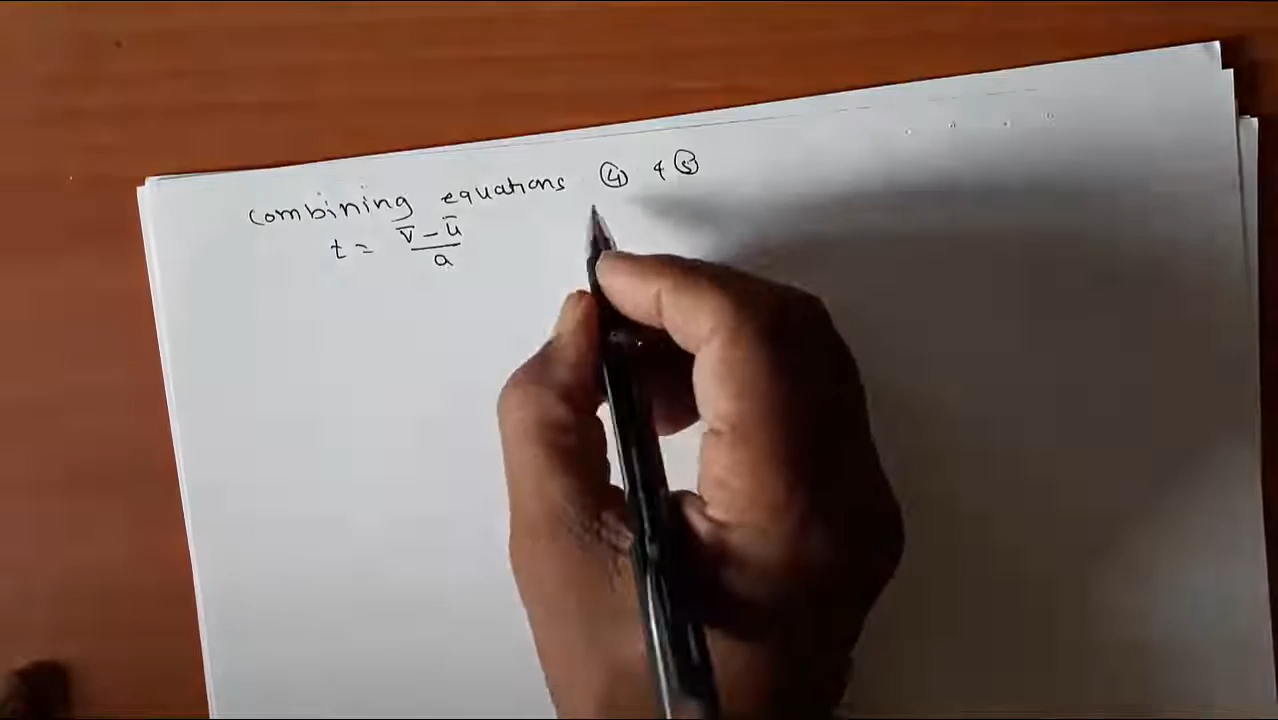 Combining equations ④ & ⑤
t = v̅ - u̅ / a